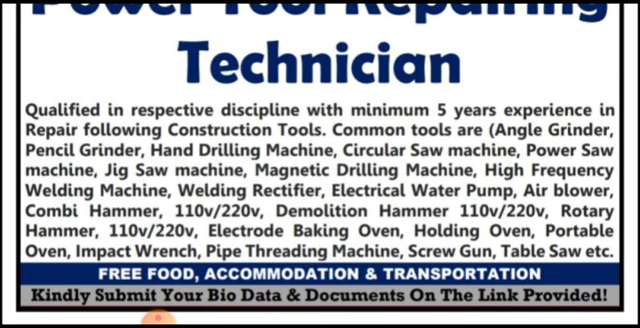 Power Tool Repairing
Technician
Qualified in respective discipline with minimum 5 years experience in
Repair following Construction Tools. Common tools are (Angle Grinder,
Pencil Grinder, Hand Drilling Machine, Circular Saw machine, Power Saw
machine, Jig Saw machine, Magnetic Drilling Machine, High Frequency
Welding Machine, Welding Rectifier, Electrical Water Pump, Air blower,
Combi Hammer, 110v/220v, Demolition Hammer 110v/220v, Rotary
Hammer, 110v/220v, Electrode Baking Oven, Holding Oven, Portable
Oven, Impact Wrench, Pipe Threading Machine, Screw Gun, Table Saw etc.
FREE FOOD, ACCOMMODATION & TRANSPORTATION
Kindly Submit Your Bio Data & Documents On The Link Provided!